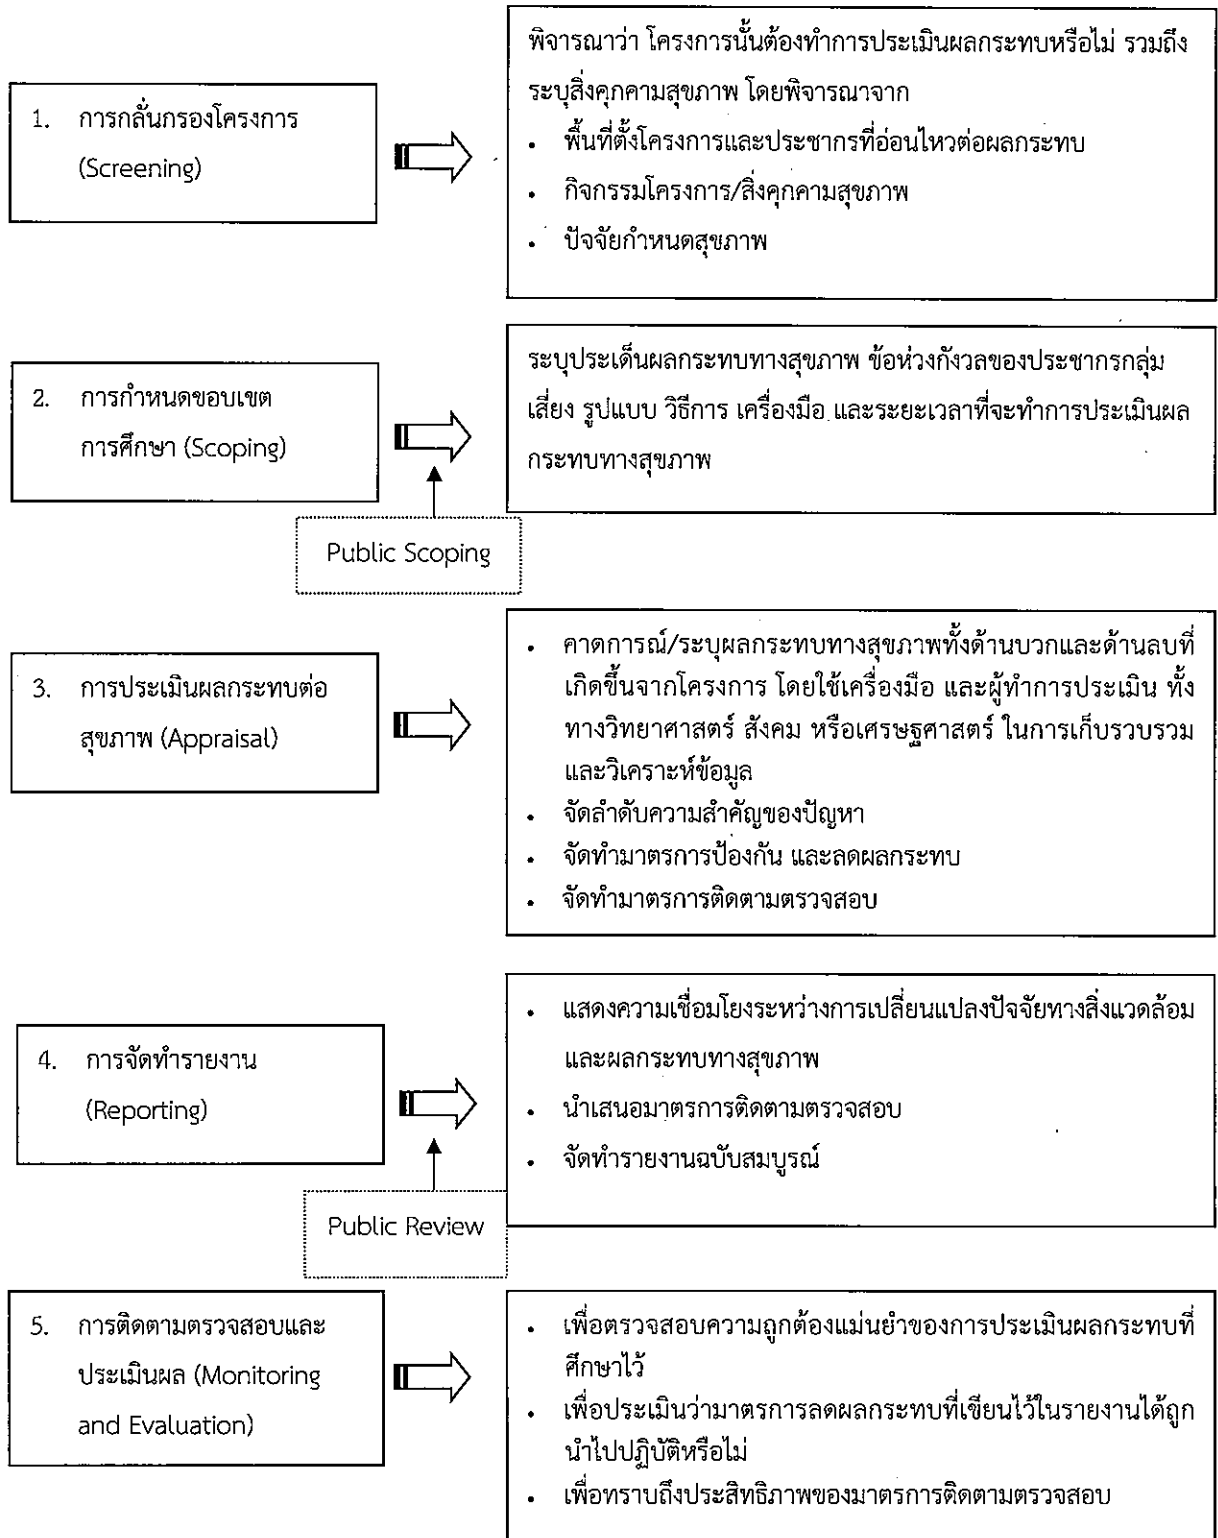 1. การกลั่นกรองโครงการ
(Screening)
พิจารณาว่า โครงการนั้นต้องทำการประเมินผลกระทบหรือไม่ รวมถึง
ระบุสิ่งคุกคามสุขภาพ โดยพิจารณาจาก
• พื้นที่ตั้งโครงการและประชากรที่อ่อนไหวต่อผลกระทบ
• กิจกรรมโครงการ/สิ่งคุกคามสุขภาพ
• ปัจจัยกำหนดสุขภาพ
2. การกำหนดขอบเขต
การศึกษา (Scoping)
ระบุประเด็นผลกระทบทางสุขภาพ ข้อห่วงกังวลของประชากรกลุ่ม
เสี่ยง รูปแบบ วิธีการ เครื่องมือ และระยะเวลาที่จะทำการประเมินผล
กระทบทางสุขภาพ
Public Scoping
3. การประเมินผลกระทบต่อ
สุขภาพ (Appraisal)
• คาดการณ์/ระบุผลกระทบทางสุขภาพทั้งด้านบวกและด้านลบที่
เกิดขึ้นจากโครงการ โดยใช้เครื่องมือ และผู้ทำการประเมิน ทั้ง
ทางวิทยาศาสตร์ สังคม หรือเศรษฐศาสตร์ ในการเก็บรวบรวม
และวิเคราะห์ข้อมูล
• จัดลำดับความสำคัญของปัญหา
• จัดทำมาตรการป้องกัน และลดผลกระทบ
• จัดทำมาตรการติดตามตรวจสอบ
4. การจัดทำรายงาน
(Reporting)
• แสดงความเชื่อมโยงระหว่างการเปลี่ยนแปลงปัจจัยทางสิ่งแวดล้อม
และผลกระทบทางสุขภาพ
• นำเสนอมาตรการติดตามตรวจสอบ
• จัดทำรายงานฉบับสมบูรณ์
Public Review
5. การติดตามตรวจสอบและ
ประเมินผล (Monitoring
and Evaluation)
• เพื่อตรวจสอบความถูกต้องแม่นยำของการประเมินผลกระทบที่
ศึกษาไว้
• เพื่อประเมินว่ามาตรการลดผลกระทบที่เขียนไว้ในรายงานได้ถูก
นำไปปฏิบัติหรือไม่
• เพื่อทราบถึงประสิทธิภาพของมาตรการติดตามตรวจสอบ